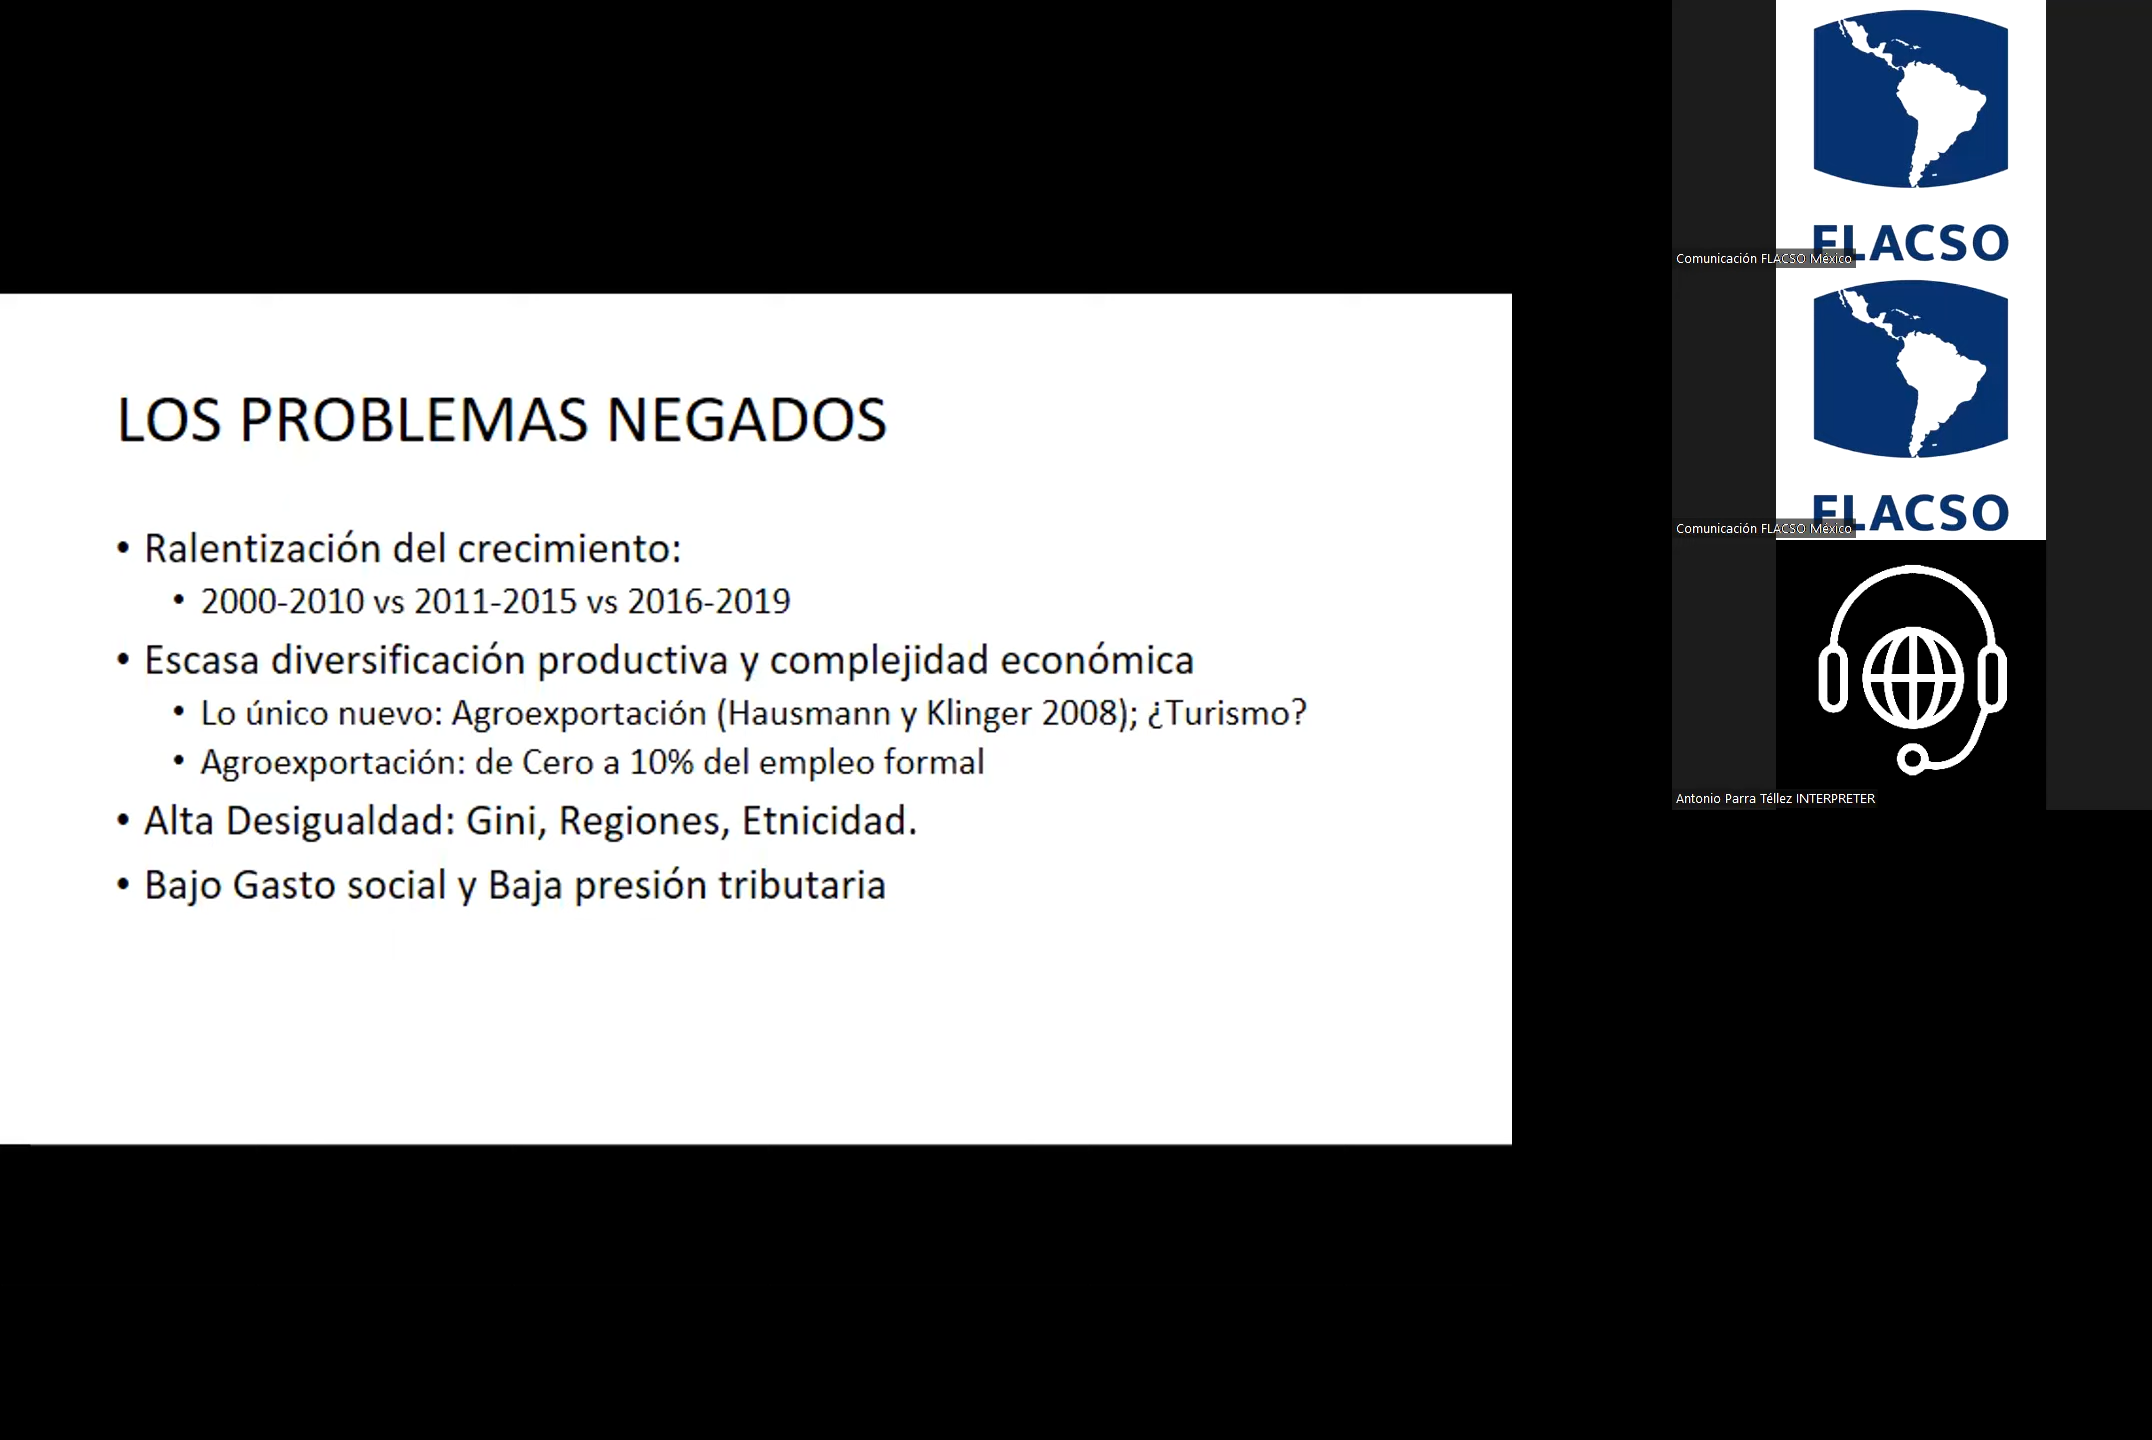 LOS PROBLEMAS NEGADOS
• Ralentización del crecimiento:
• 2000-2010 vs 2011-2015 vs 2016-2019
• Escasa diversificación productiva y complejidad económica
• Lo único nuevo: Agroexportación (Hausmann y Klinger 2008); ¿Turismo?
• Agroexportación: de Cero a 10% del empleo formal
• Alta Desigualdad: Gini, Regiones, Etnicidad.
• Bajo Gasto social y Baja presión tributaria
FLACSO
Comunicación FLACSO México
FLACSO
Comunicación FLACSO México
Antonio Parra Téllez INTERPRETER